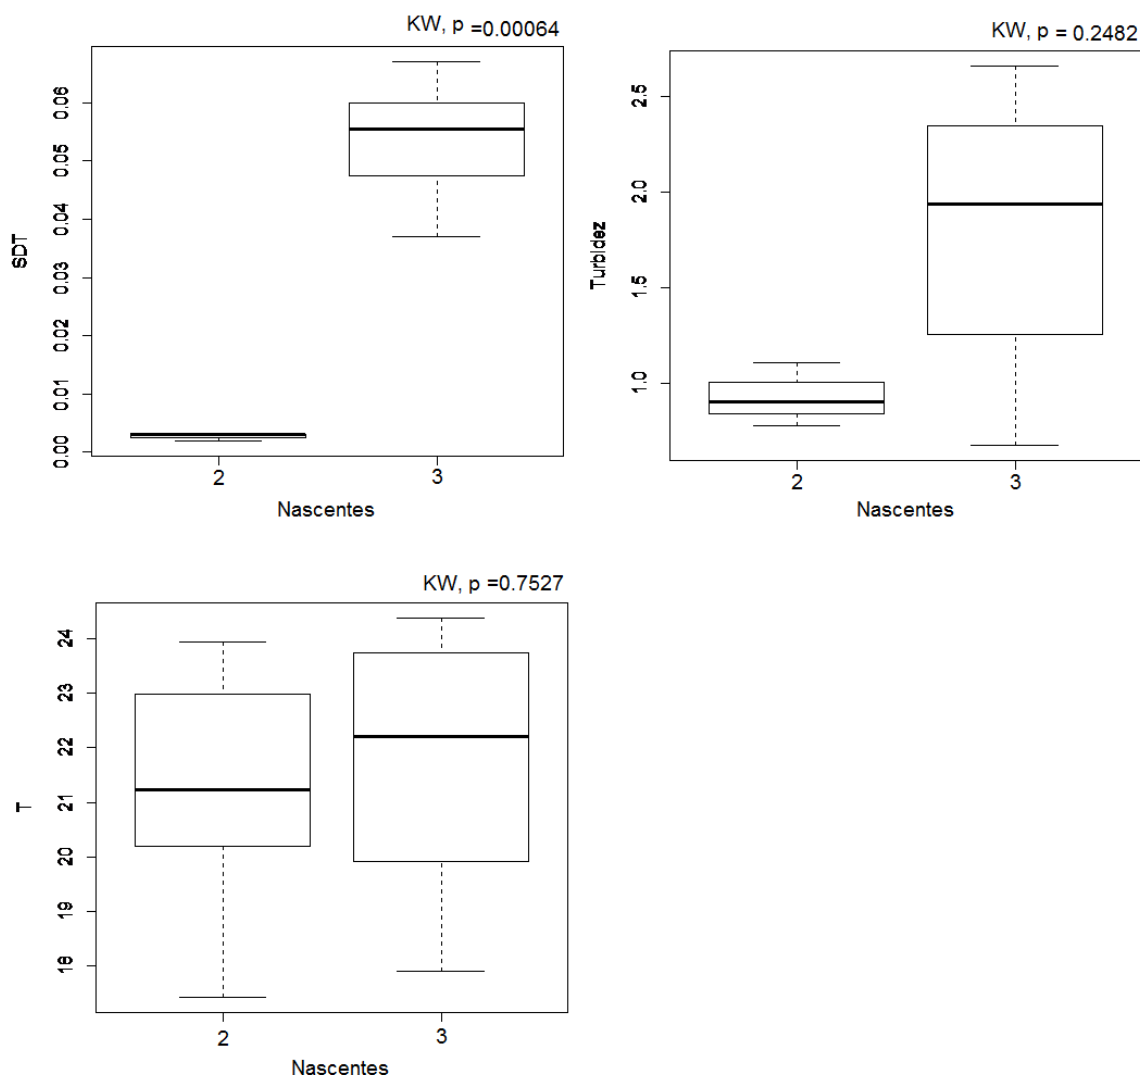 KW, p =0.00064
SDT
0.06
0.05
0.04
0.03
0.02
0.01
0.00
2 3
Nascentes
KW, p = 0.2482
Turbidez
2.5
2.0
1.5
1.0
2 3
Nascentes
KW, p =0.7527
T
24
23
22
21
20
19
18
2 3
Nascentes